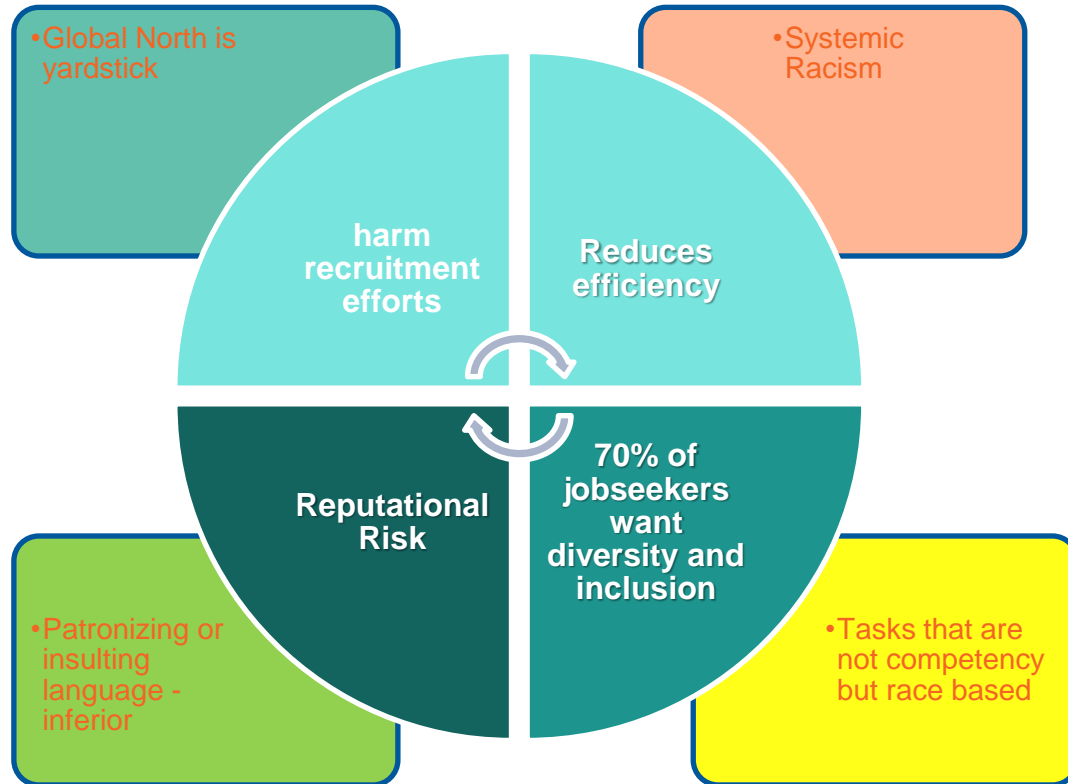 •Global North is
yardstick
•Systemic
Racism
harm
recruitment
efforts
Reduces
efficiency
Reputational
Risk
70% of
jobseekers
want
diversity and
inclusion
•Patronizing or
insulting
language -
inferior
•Tasks that are
not competency
but race based